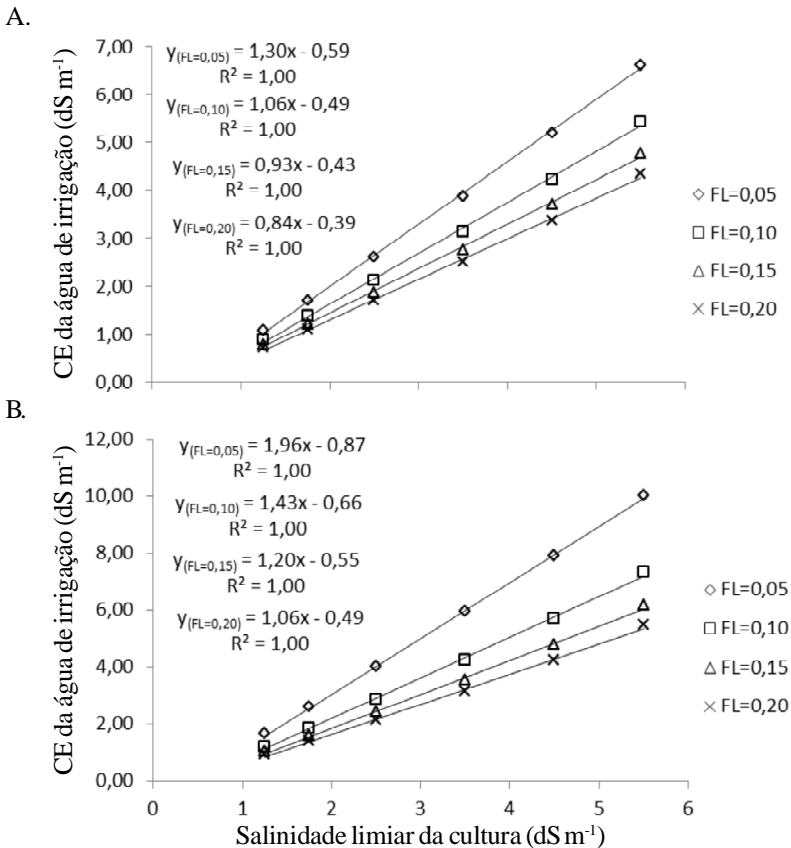 A.
CE da água de irrigação (dS m-1)
7,00
6,00
5,00
4,00
3,00
2,00
1,00
0,00
y(FL=0,05) = 1,30x - 0,59
R² = 1,00
y(FL=0,10) = 1,06x - 0,49
R² = 1,00
y(FL=0,15) = 0,93x - 0,43
R² = 1,00
y(FL=0,20) = 0,84x - 0,39
R² = 1,00
FL=0,05
FL=0,10
FL=0,15
FL=0,20
B.
CE da água de irrigação (dS m-1)
12,00
10,00
8,00
6,00
4,00
2,00
0,00
y(FL=0,05) = 1,96x - 0,87
R² = 1,00
y(FL=0,10) = 1,43x - 0,66
R² = 1,00
y(FL=0,15) = 1,20x - 0,55
R² = 1,00
y(FL=0,20) = 1,06x - 0,49
R² = 1,00
FL=0,05
FL=0,10
FL=0,15
FL=0,20
0 1 2 3 4 5 6
Salinidade limiar da cultura (dS m-1)